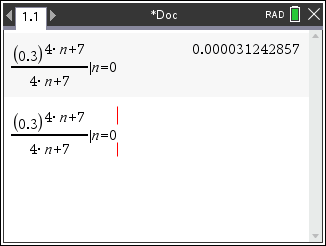 1.1 *Doc RAD
(0.3)^(4· n+7)/(4· n+7)|n=0 0.000031242857
(0.3)^(4· n+7)/(4· n+7)|n=0